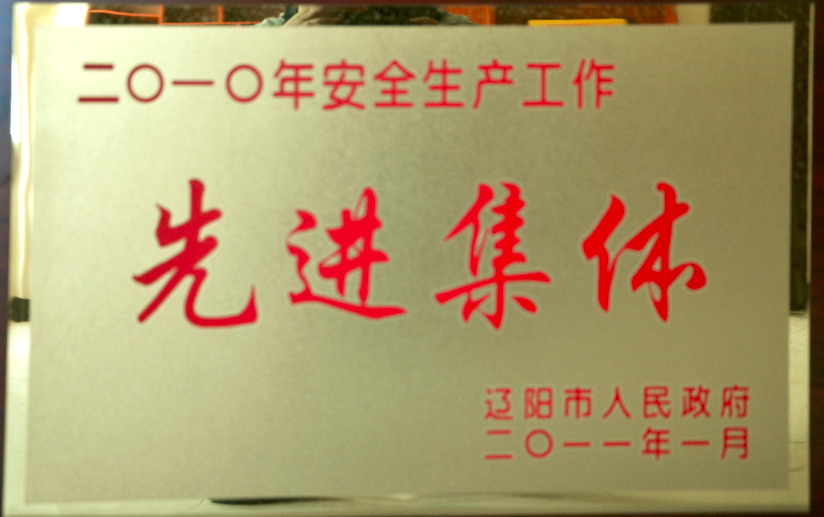 二〇一〇年安全生产工作
先进集体
辽阳市人民政府
二〇一一年一月